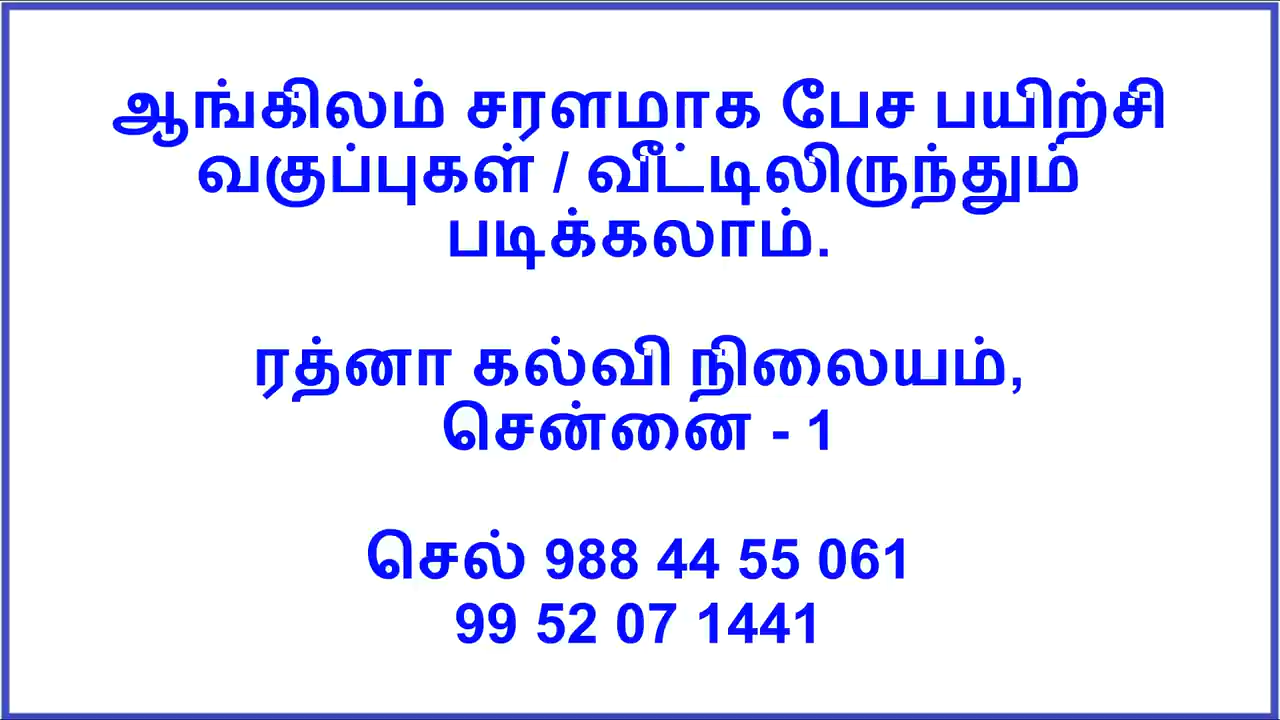 ஆங்கிலம் சரளமாக பேச பயிற்சி
வகுப்புகள் / வீட்டிலிருந்தும்
படிக்கலாம்.
ரத்னா கல்வி நிலையம்,
சென்னை - 1
செல் 988 44 55 061
99 52 07 1441